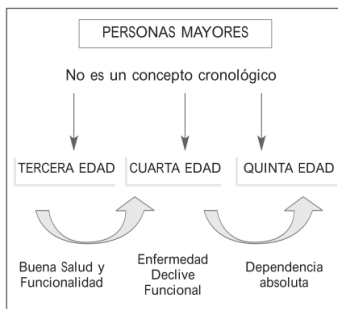 PERSONAS MAYORES
No es un concepto cronológico
TERCERA EDAD
CUARTA EDAD
QUINTA EDAD
Buena Salud y
Funcionalidad
Enfermedad
Declive
Funcional
Dependencia
absoluta